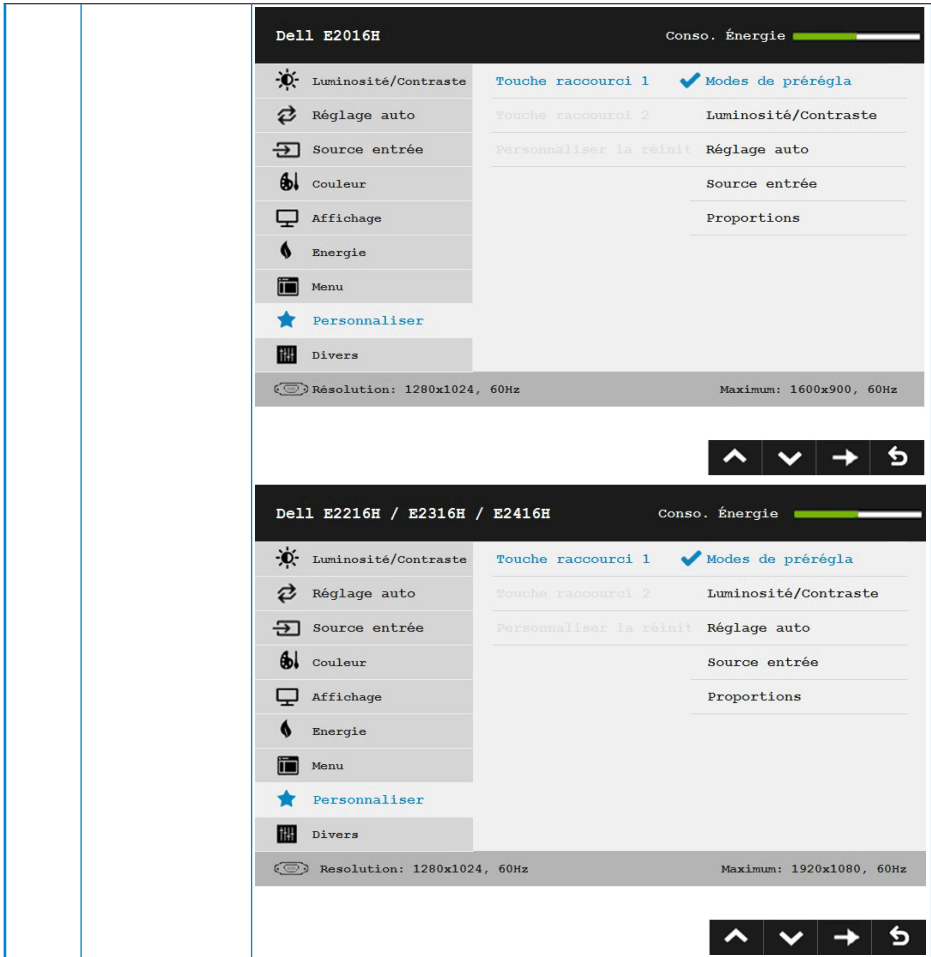 Dell E2016H Conso. Énergie
Luminosité/Contraste Touche raccourci 1 Modes de prérégla
Réglage auto Touche raccourci 2 Luminosité/Contraste
Source entrée Personnaliser la réinit Réglage auto
Couleur Source entrée
Affichage Proportions
Energie
Menu
Personnaliser
Divers
Résolution: 1280x1024, 60Hz Maximum: 1600x900, 60Hz
Dell E2216H / E2316H / E2416H Conso. Énergie
Luminosité/Contraste Touche raccourci 1 Modes de prérégla
Réglage auto Touche raccourci 2 Luminosité/Contraste
Source entrée Personnaliser la réinit Réglage auto
Couleur Source entrée
Affichage Proportions
Energie
Menu
Personnaliser
Divers
Resolution: 1280x1024, 60Hz Maximum: 1920x1080, 60Hz